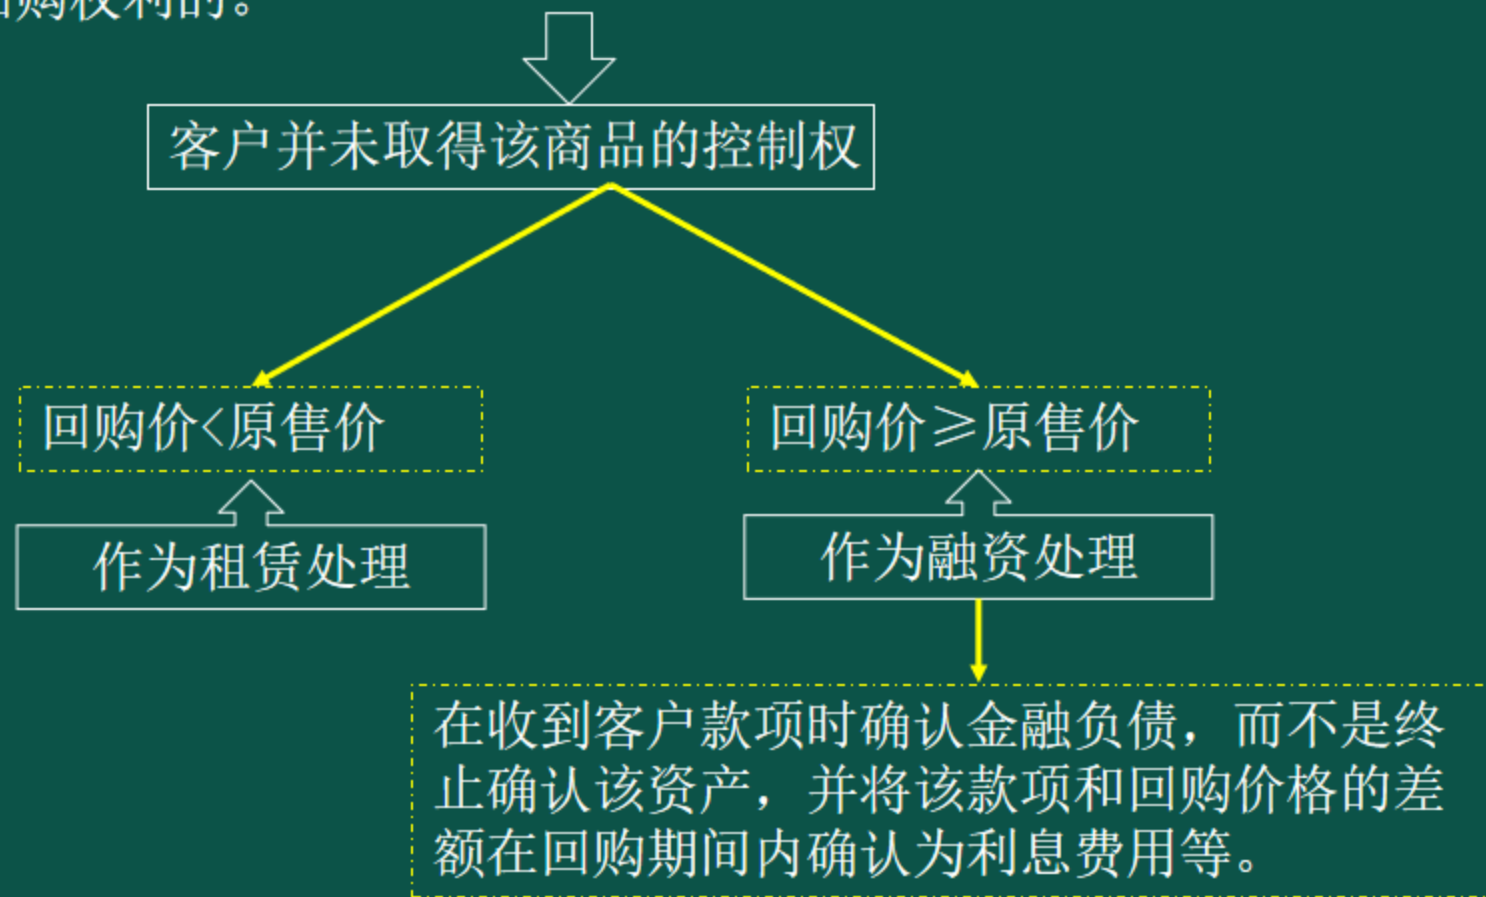 购权利的。
客户并未取得该商品的控制权
回购价<原售价
回购价≥原售价
作为租赁处理
作为融资处理
在收到客户款项时确认金融负债，而不是终
止确认该资产，并将该款项和回购价格的差
额在回购期间内确认为利息费用等。